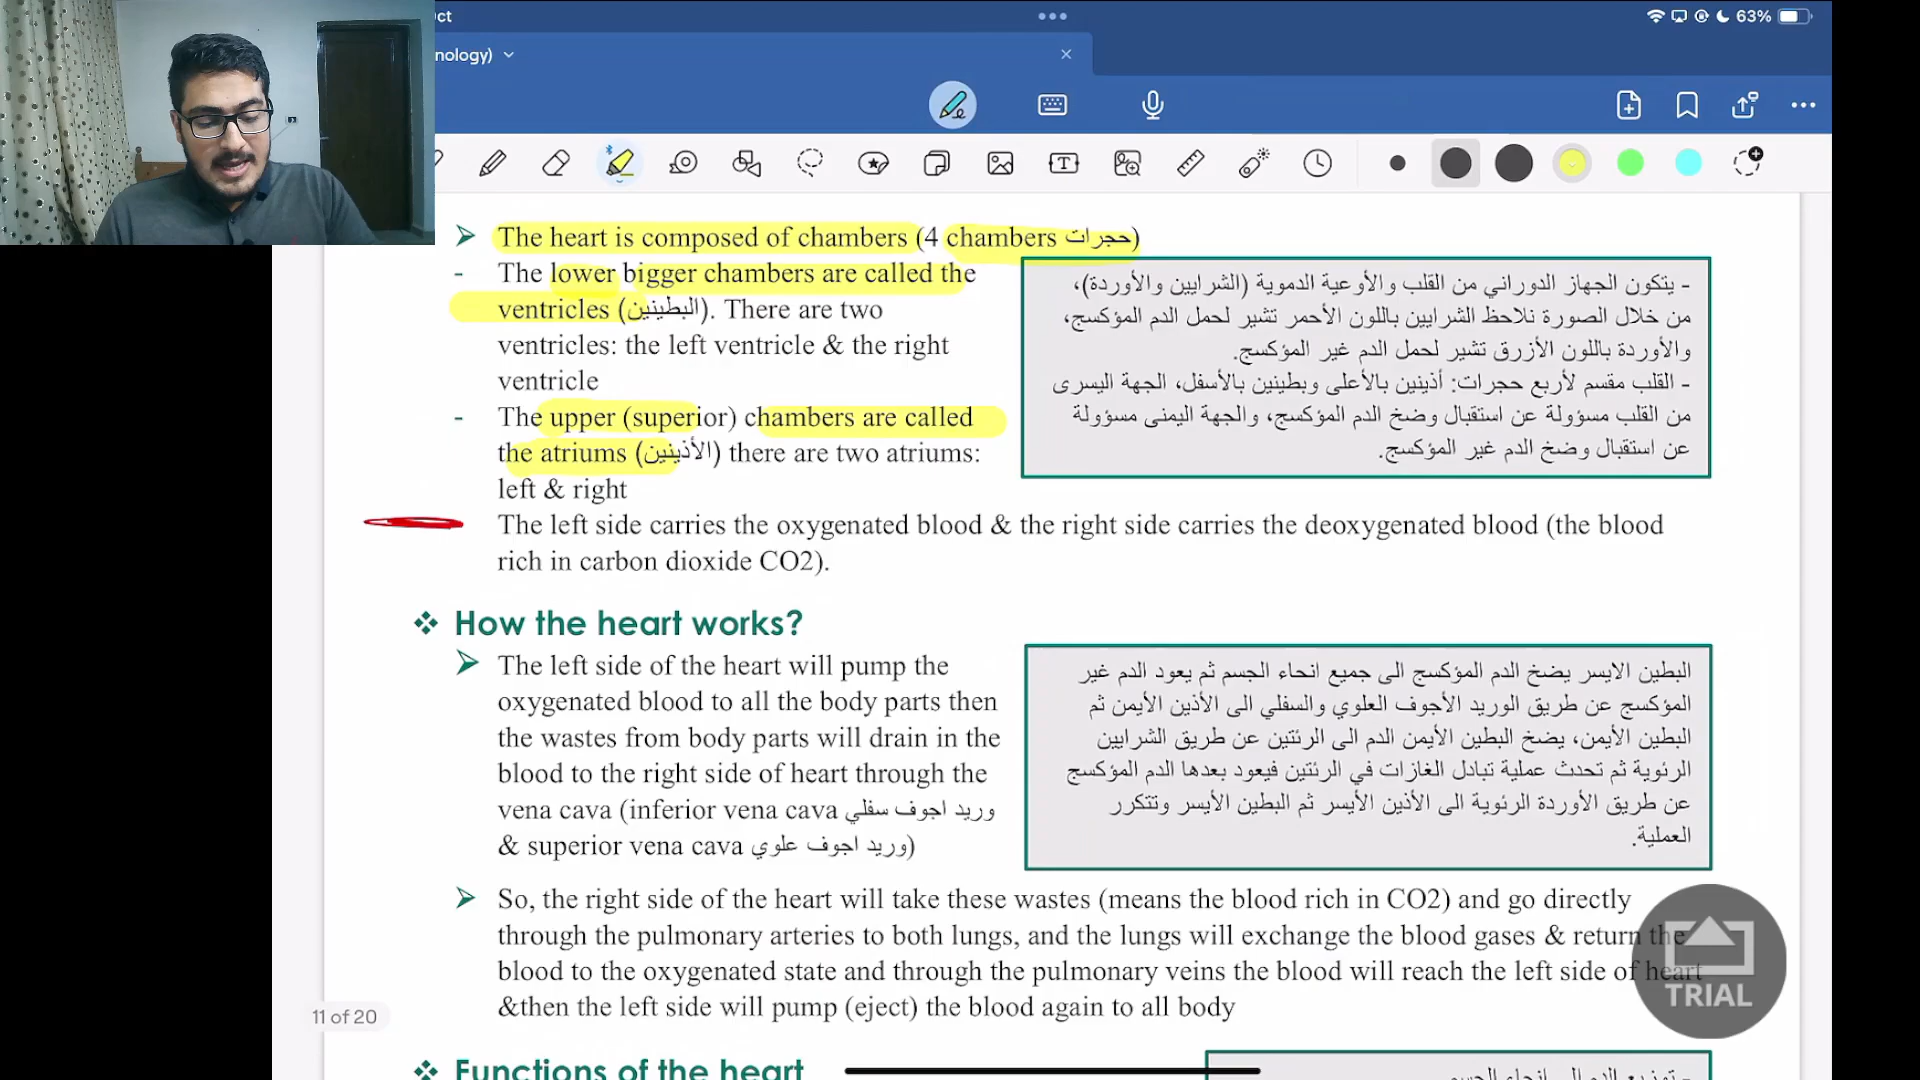 ct
63%
nology)
The heart is composed of chambers (4 chambers حجرات)
- The lower bigger chambers are called the
ventricles (البطينين). There are two
ventricles: the left ventricle & the right
ventricle
- The upper (superior) chambers are called
the atriums (الأذينين) there are two atriums:
left & right
The left side carries the oxygenated blood & the right side carries the deoxygenated blood (the blood
rich in carbon dioxide CO2).
- يتكون الجهاز الدوراني من القلب والأوعية الدموية (الشرايين والأوردة)،
من خلال الصورة نلاحظ الشرايين باللون الأحمر تشير لحمل الدم المؤكسج،
والأوردة باللون الأزرق تشير لحمل الدم غير المؤكسج.
- القلب مقسم لأربع حجرات: أذينين بالأعلى وبطينين بالأسفل، الجهة اليسرى
من القلب مسؤولة عن استقبال وضخ الدم المؤكسج، والجهة اليمنى مسؤولة
عن استقبال وضخ الدم غير المؤكسج.
How the heart works?
The left side of the heart will pump the
oxygenated blood to all the body parts then
the wastes from body parts will drain in the
blood to the right side of heart through the
vena cava (inferior vena cava وريد اجوف سفلي
& superior vena cava وريد اجوف علوي)
البطين الايسر يضخ الدم المؤكسج الى جميع انحاء الجسم ثم يعود الدم غير
المؤكسج عن طريق الوريد الأجوف العلوي والسفلي الى الأذين الأيمن ثم
البطين الأيمن، يضخ البطين الأيمن الدم الى الرئتين عن طريق الشرايين
الرئوية ثم تحدث عملية تبادل الغازات في الرئتين فيعود بعدها الدم المؤكسج
عن طريق الأوردة الرئوية الى الأذين الأيسر ثم البطين الأيسر وتتكرر
العملية.
So, the right side of the heart will take these wastes (means the blood rich in CO2) and go directly
through the pulmonary arteries to both lungs, and the lungs will exchange the blood gases & return the
blood to the oxygenated state and through the pulmonary veins the blood will reach the left side of heart
&then the left side will pump (eject) the blood again to all body
TRIAL
11 of 20
Functions of the heart
- توزيع الدم الى انحاء الجسم